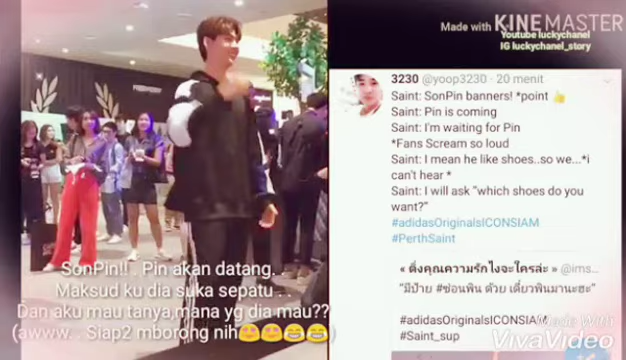 Made with KINEMASTER
Youtube luckychanel
IG luckychanel_story
3230 @yoop3230 · 20 menit
Saint: SonPin banners! *point 👍
Saint: Pin is coming
Saint: I'm waiting for Pin
*Fans Scream so loud
Saint: I mean he like shoes..so we...*i
can't hear *
Saint: I will ask "which shoes do you
want?"
#adidasOriginalsICONSIAM
#PerthSaint
« ดึ๋งคุณความรักไงจะใครล่ะ » @ims...
"มีป้าย #ซ่อนพิน ด้วย เดี๋ยวพินมานะฮะ"
#adidasOriginalsICONSIAM
#Saint_sup
SonPin!! . Pin akan datang.
Maksud ku dia suka sepatu . .
Dan aku mau tanya,mana yg dia mau??
(awww. . Siap2 mborong nih😍😍😂😂)
Made With
VivaVideo